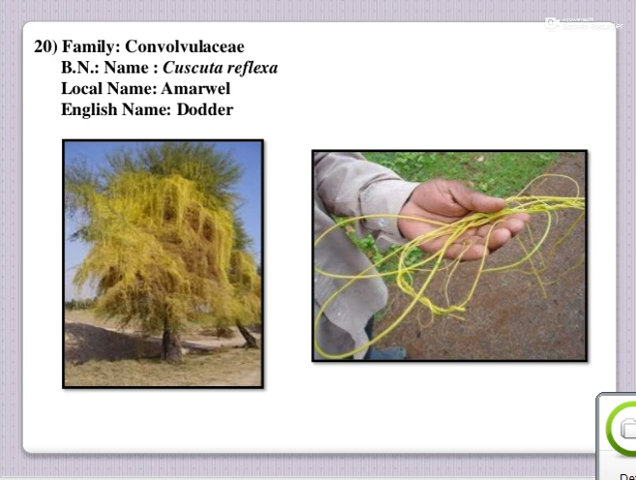 20) Family: Convolvulaceae
B.N.: Name : Cuscuta reflexa
Local Name: Amarwel
English Name: Dodder